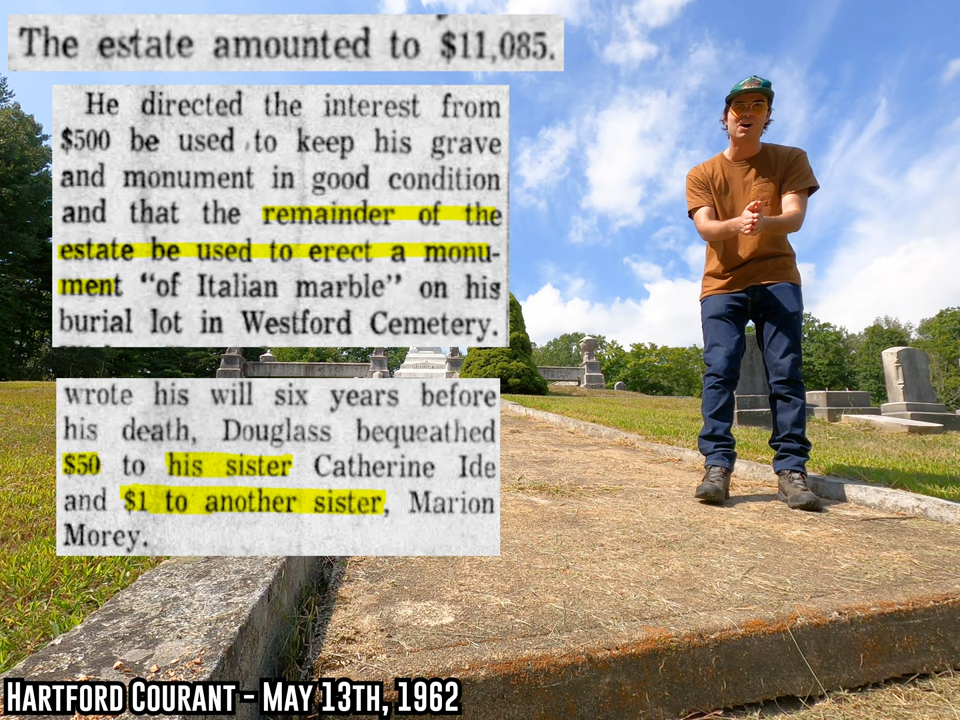 The estate amounted to $11,085.
He directed the interest from
$500 be used to keep his grave
and monument in good condition
and that the remainder of the
estate be used to erect a monu-
ment “of Italian marble” on his
burial lot in Westford Cemetery.
wrote his will six years before
his death, Douglass bequeathed
$50 to his sister Catherine Ide
and $1 to another sister, Marion
Morey.
HARTFORD COURANT - MAY 13TH, 1962